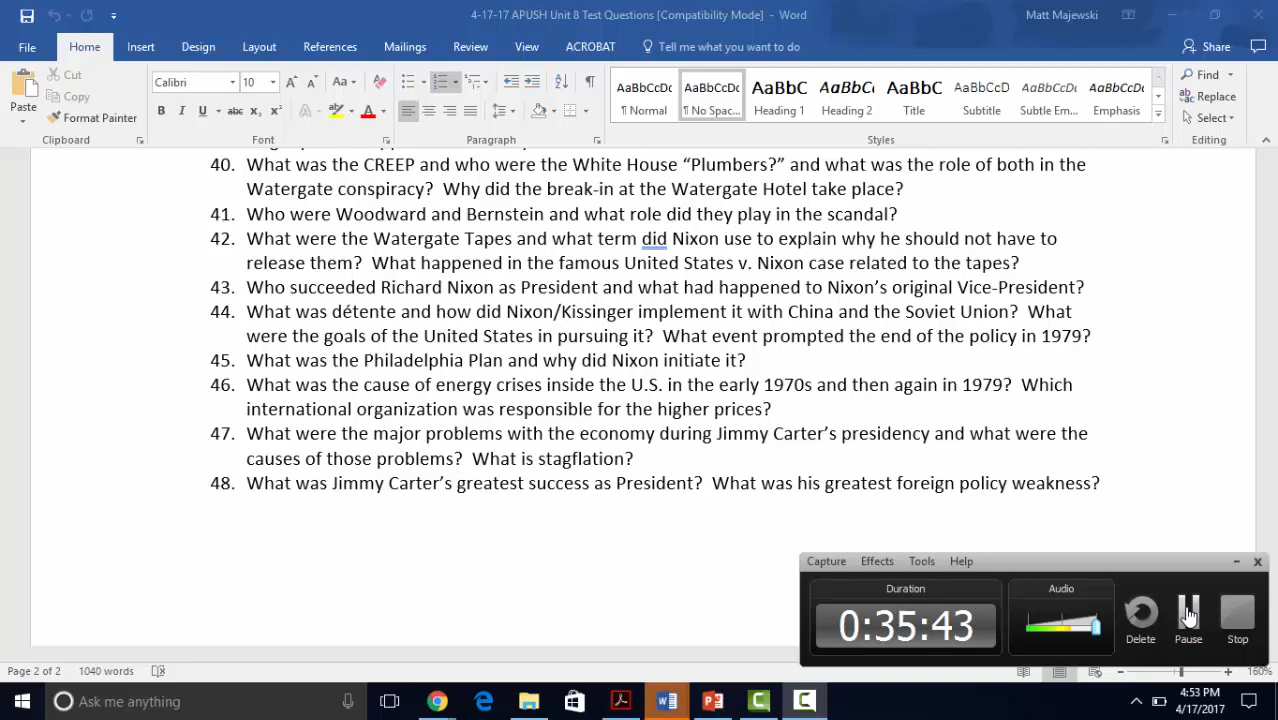 4-17-17 APUSH Unit 8 Test Questions [Compatibility Mode] - Word
Matt Majewski
File Home Insert Design Layout References Mailings Review View ACROBAT Tell me what you want to do Share
Paste
Cut
Copy
Format Painter
Clipboard
Calibri 10
Font
Paragraph
AaBbCcDc AaBbCcDc AaBbC AaBbCc AaBbC AaBbCcD AaBbCcDc AaBbCcDc
¶ Normal ¶ No Spac... Heading 1 Heading 2 Title Subtitle Subtle Em... Emphasis
Styles
Find
Replace
Select
Editing
40. What was the CREEP and who were the White House “Plumbers?” and what was the role of both in the
Watergate conspiracy? Why did the break-in at the Watergate Hotel take place?
41. Who were Woodward and Bernstein and what role did they play in the scandal?
42. What were the Watergate Tapes and what term did Nixon use to explain why he should not have to
release them? What happened in the famous United States v. Nixon case related to the tapes?
43. Who succeeded Richard Nixon as President and what had happened to Nixon’s original Vice-President?
44. What was détente and how did Nixon/Kissinger implement it with China and the Soviet Union? What
were the goals of the United States in pursuing it? What event prompted the end of the policy in 1979?
45. What was the Philadelphia Plan and why did Nixon initiate it?
46. What was the cause of energy crises inside the U.S. in the early 1970s and then again in 1979? Which
international organization was responsible for the higher prices?
47. What were the major problems with the economy during Jimmy Carter’s presidency and what were the
causes of those problems? What is stagflation?
48. What was Jimmy Carter’s greatest success as President? What was his greatest foreign policy weakness?
Capture Effects Tools Help
Duration
0:35:43
Audio
Delete Pause Stop
Page 2 of 2 1040 words
160%
Ask me anything
4:53 PM
4/17/2017